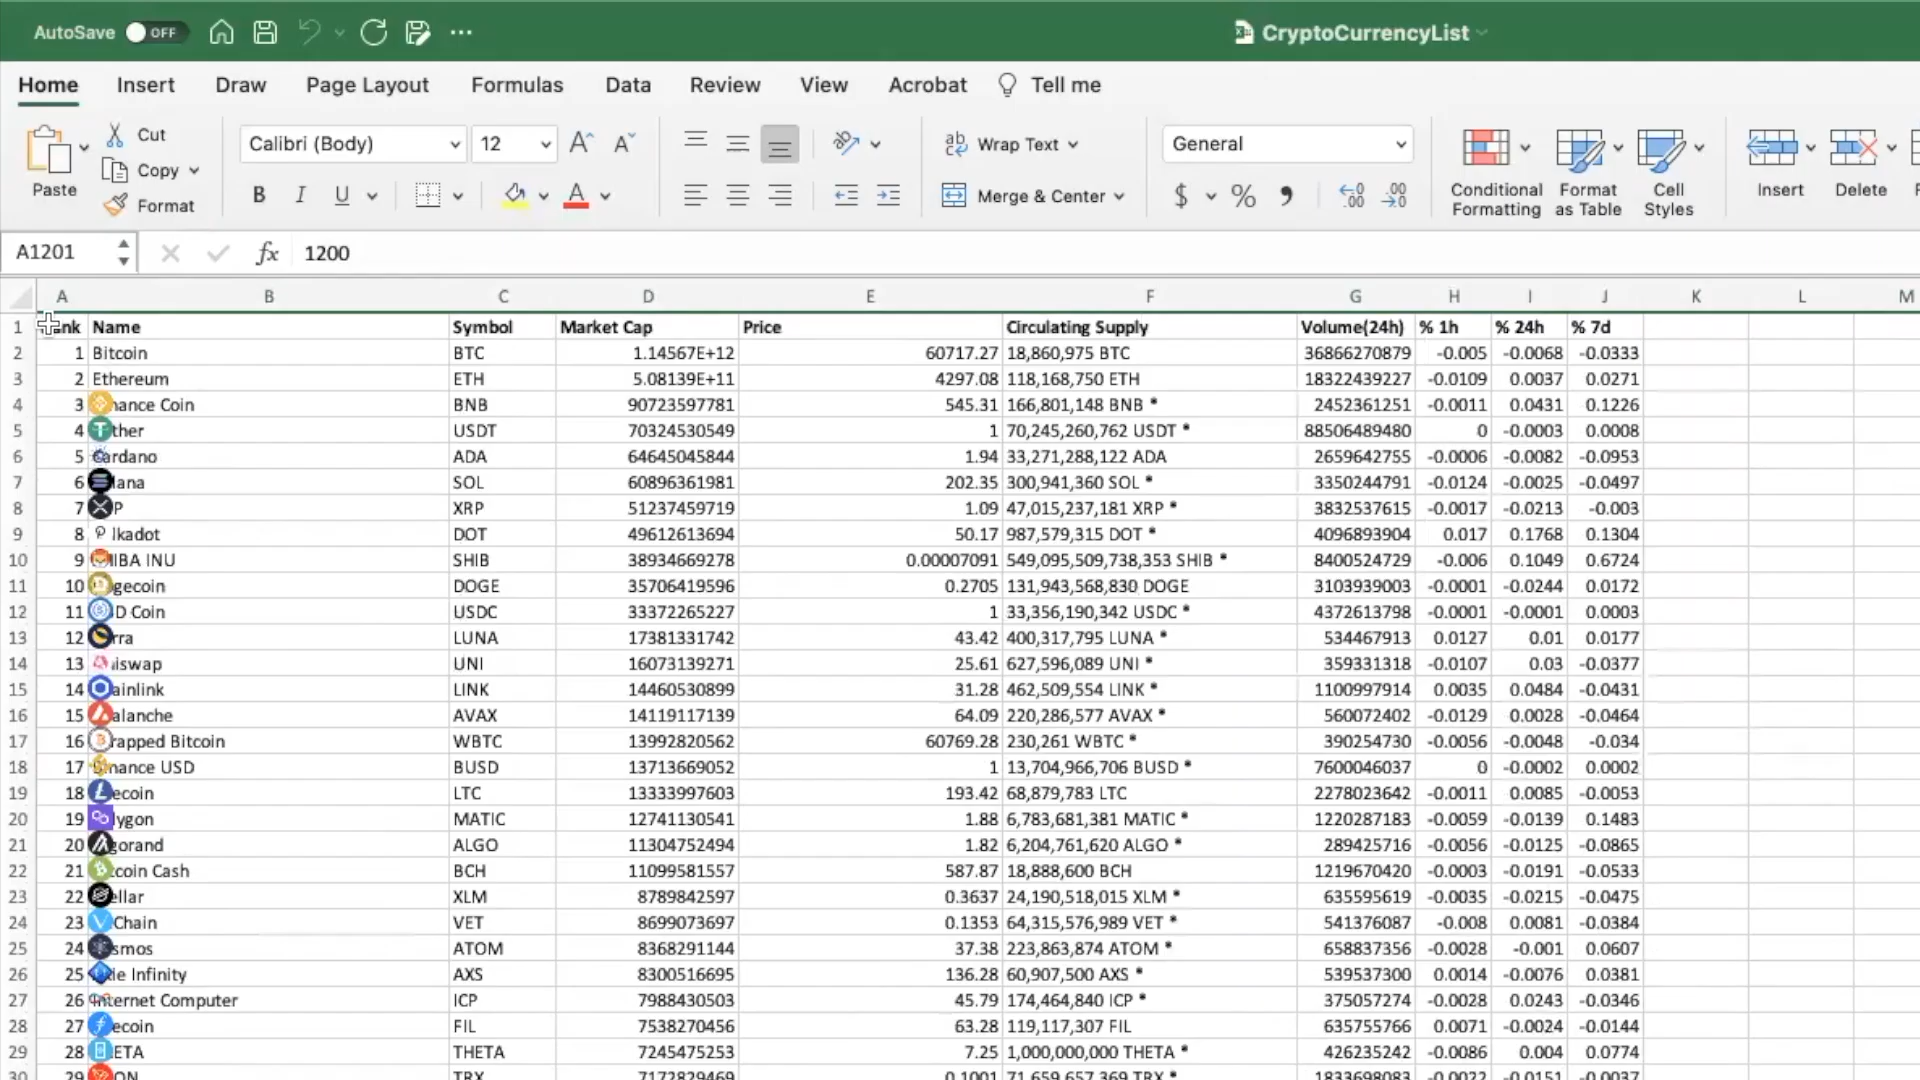 AutoSave OFF CryptoCurrencyList
Home Insert Draw Page Layout Formulas Data Review View Acrobat Tell me
Paste Cut Copy Format
Calibri (Body) 12
B I U
Wrap Text
Merge & Center
General
Conditional Formatting Format as Table Cell Styles Insert Delete
A1201 fx 1200
A B C D E F G H I J K L M
1 Name Symbol Market Cap Price Circulating Supply Volume(24h) % 1h % 24h % 7d
2 1 Bitcoin BTC 1.14567E+12 60717.27 18,860,975 BTC 36866270879 -0.005 -0.0068 -0.0333
3 2 Ethereum ETH 5.08139E+11 4297.08 118,168,750 ETH 18322439227 -0.0109 0.0037 0.0271
4 3 nance Coin BNB 90723597781 545.31 166,801,148 BNB * 2452361251 -0.0011 0.0431 0.1226
5 4 ther USDT 70324530549 1 70,245,260,762 USDT * 88506489480 0 -0.0003 0.0008
6 5 ardano ADA 64645045844 1.94 33,271,288,122 ADA 2659642755 -0.0006 -0.0082 -0.0953
7 6 lana SOL 60896361981 202.35 300,941,360 SOL * 3350244791 -0.0124 -0.0025 -0.0497
8 7 P XRP 51237459719 1.09 47,015,237,181 XRP * 3832537615 -0.0017 -0.0213 -0.003
9 8 lkadot DOT 49612613694 50.17 987,579,315 DOT * 4096893904 0.017 0.1768 0.1304
10 9 IBA INU SHIB 38934669278 0.00007091 549,095,509,738,353 SHIB * 8400524729 -0.006 0.1049 0.6724
11 10 gecoin DOGE 35706419596 0.2705 131,943,568,830 DOGE 3103939003 -0.0001 -0.0244 0.0172
12 11 D Coin USDC 33372265227 1 33,356,190,342 USDC * 4372613798 -0.0001 -0.0001 0.0003
13 12 rra LUNA 17381331742 43.42 400,317,795 LUNA * 534467913 0.0127 0.01 0.0177
14 13 iswap UNI 16073139271 25.61 627,596,089 UNI * 359331318 -0.0107 0.03 -0.0377
15 14 ainlink LINK 14460530899 31.28 462,509,554 LINK * 1100997914 0.0035 0.0484 -0.0431
16 15 alanche AVAX 14119117139 64.09 220,286,577 AVAX * 560072402 -0.0129 0.0028 -0.0464
17 16 rapped Bitcoin WBTC 13992820562 60769.28 230,261 WBTC * 390254730 -0.0056 -0.0048 -0.034
18 17 nance USD BUSD 13713669052 1 13,704,966,706 BUSD * 7600046037 0 -0.0002 0.0002
19 18 ecoin LTC 13333997603 193.42 68,879,783 LTC 2278023642 -0.0011 0.0085 -0.0053
20 19 lygon MATIC 12741130541 1.88 6,783,681,381 MATIC * 1220287183 -0.0059 -0.0139 0.1483
21 20 gorand ALGO 11304752494 1.82 6,204,761,620 ALGO * 289425716 -0.0056 -0.0125 -0.0865
22 21 coin Cash BCH 11099581557 587.87 18,888,600 BCH 1219670420 -0.0003 -0.0191 -0.0533
23 22 ellar XLM 8789842597 0.3637 24,190,518,015 XLM * 635595619 -0.0035 -0.0215 -0.0475
24 23 Chain VET 8699073697 0.1353 64,315,576,989 VET * 541376087 -0.008 0.0081 -0.0384
25 24 smos ATOM 8368291144 37.38 223,863,874 ATOM * 658837356 -0.0028 -0.001 0.0607
26 25 ie Infinity AXS 8300516695 136.28 60,907,500 AXS * 539537300 0.0014 -0.0076 0.0381
27 26 Internet Computer ICP 7988430503 45.79 174,464,840 ICP * 375057274 -0.0028 0.0243 -0.0346
28 27 ecoin FIL 7538270456 63.28 119,117,307 FIL 635755766 0.0071 -0.0024 -0.0144
29 28 ETA THETA 7245475253 7.25 1,000,000,000 THETA * 426235242 -0.0086 0.004 0.0774
30 29 ON TRX 7172829469 0.1001 71,659,657,369 TRX * 1833698083 -0.0022 -0.0151 -0.0037